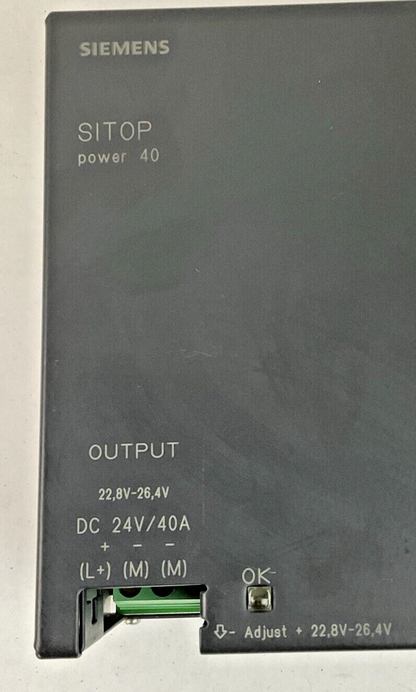 SIEMENS
SITOP
power 40
OUTPUT
22,8V-26,4V
DC 24V/40A
+ − −
(L+) (M) (M)
OK
- Adjust + 22,8V-26,4V